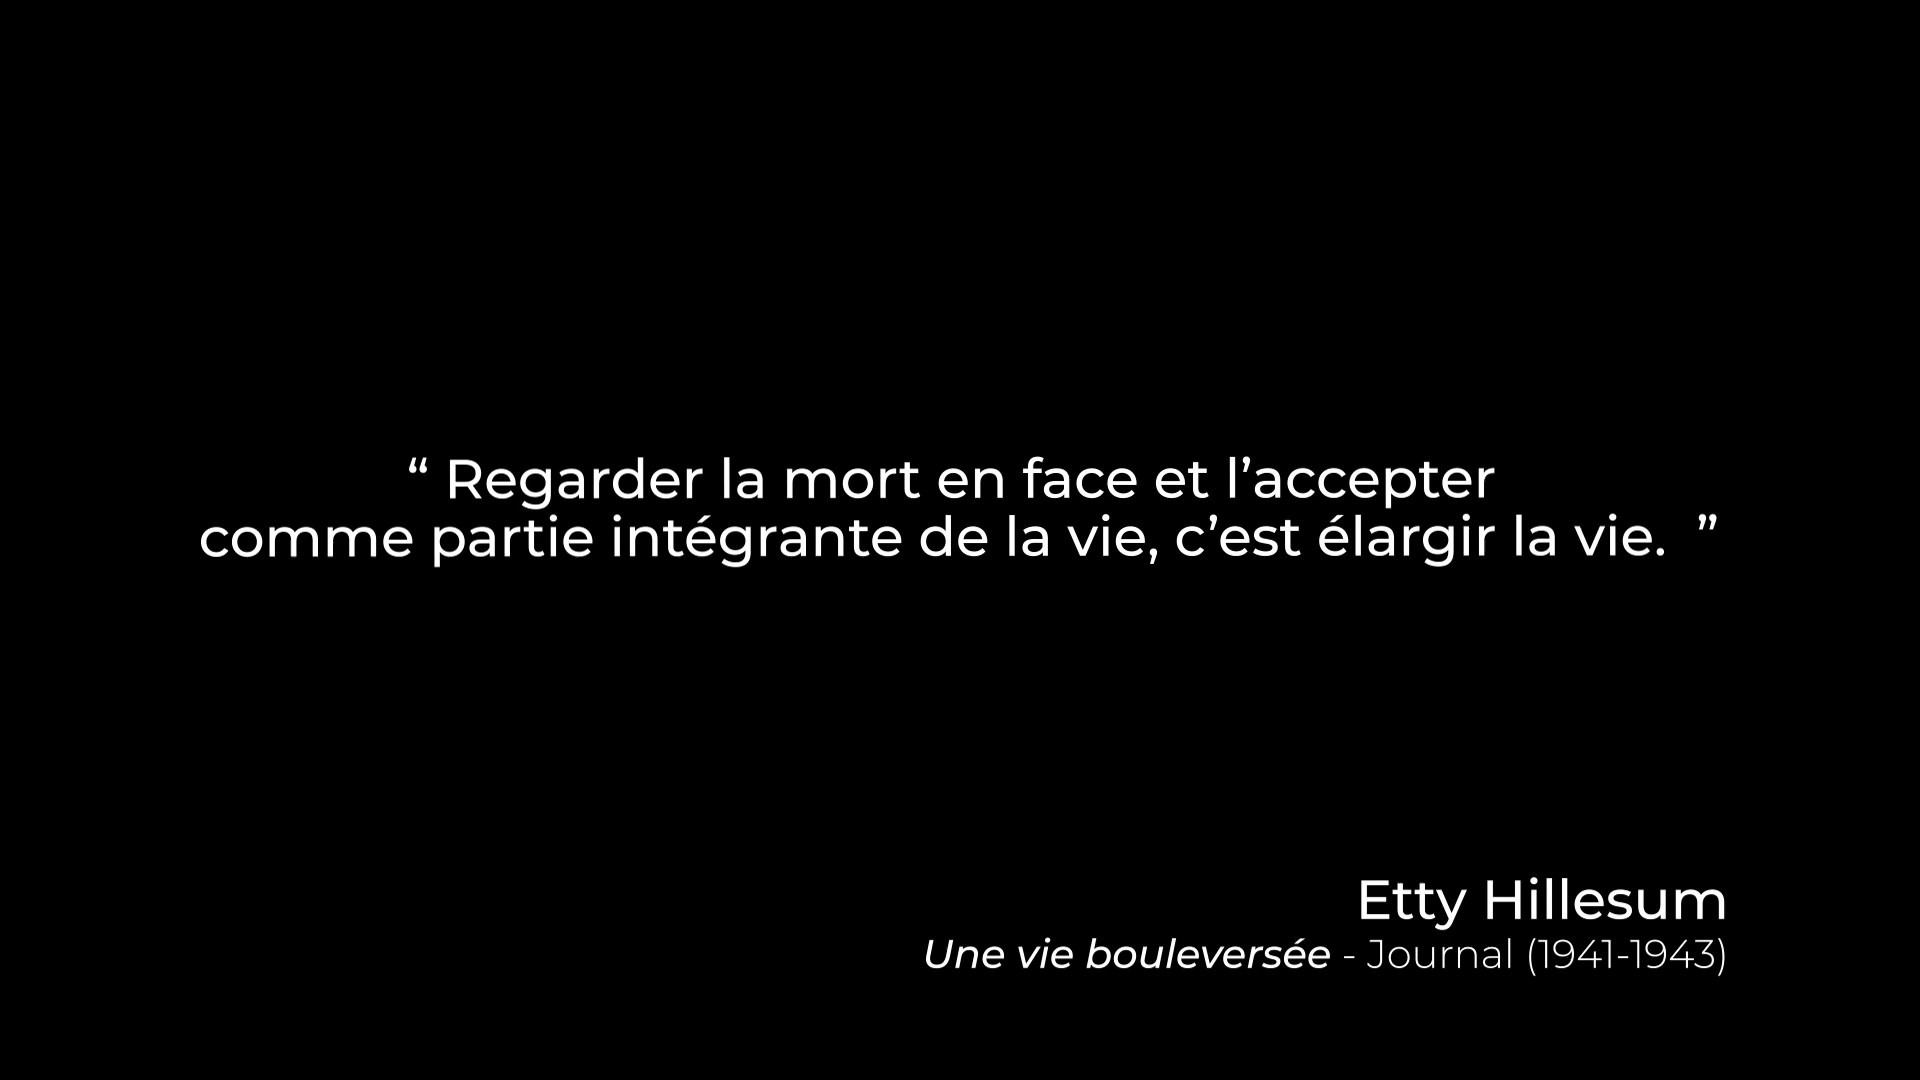 “ Regarder la mort en face et l’accepter
comme partie intégrante de la vie, c’est élargir la vie. ”
Etty Hillesum
Une vie bouleversée - Journal (1941-1943)